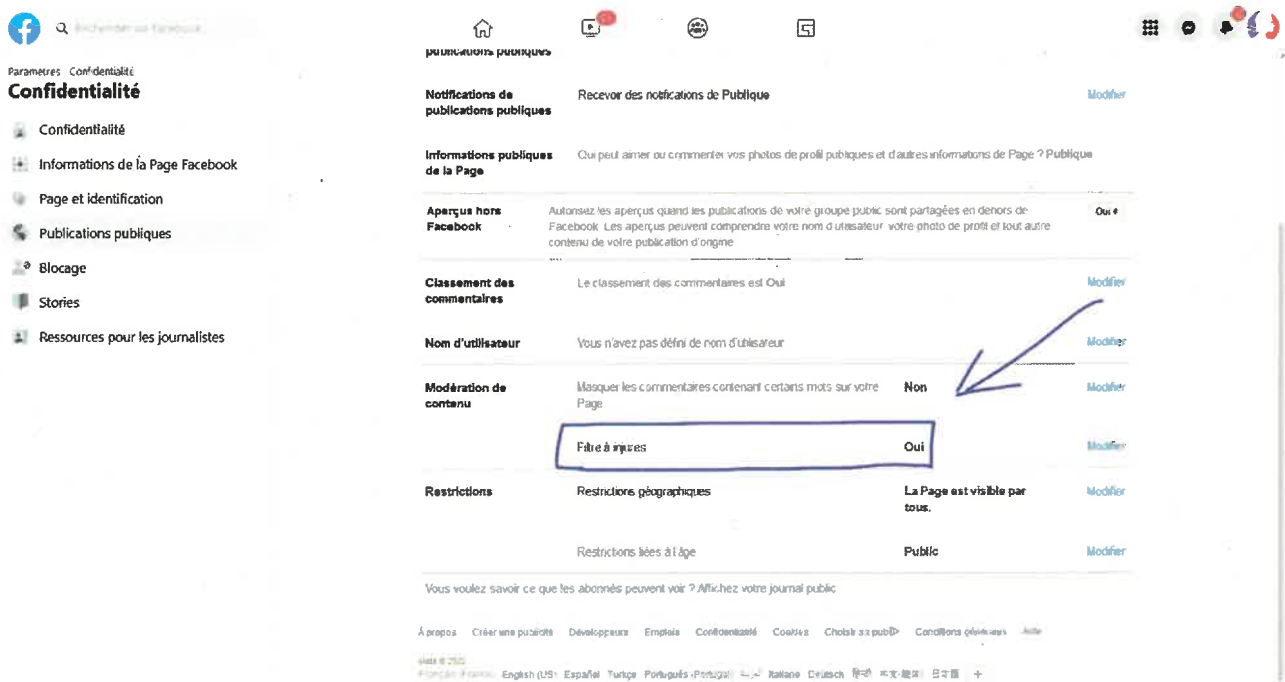 Rechercher sur Facebook
Parametres Confidentialité
Confidentialité
Confidentialité
Informations de la Page Facebook
Page et identification
Publications publiques
Blocage
Stories
Ressources pour les journalistes
publications publiques
Notifications de publications publiques
Recevoir des notifications de Publique
Modifier
Informations publiques de la Page
Qui peut aimer ou commenter vos photos de profil publiques et d'autres informations de Page ? Publique
Aperçus hors Facebook
Autorisez les aperçus quand les publications de votre groupe public sont partagées en dehors de
Facebook. Les aperçus peuvent comprendre votre nom d'utilisateur, votre photo de profil et tout autre
contenu de votre publication d'origine
Oui
Classement des commentaires
Le classement des commentaires est Oui
Modifier
Nom d'utilisateur
Vous n'avez pas défini de nom d'utilisateur
Modifier
Modération de contenu
Masquer les commentaires contenant certains mots sur votre
Page
Non
Modifier
Filtre à injures
Oui
Modifier
Restrictions
Restrictions géographiques
La Page est visible par
tous.
Modifier
Restrictions liées à l'âge
Public
Modifier
Vous voulez savoir ce que les abonnés peuvent voir ? Affichez votre journal public
À propos Créer une publicité Développeurs Emplois Confidentialité Cookies Choisir sa pub Conditions générales Aide
English (US) Español Türkçe Português (Portugal) Italiano Deutsch हिन्दी 日本語 +